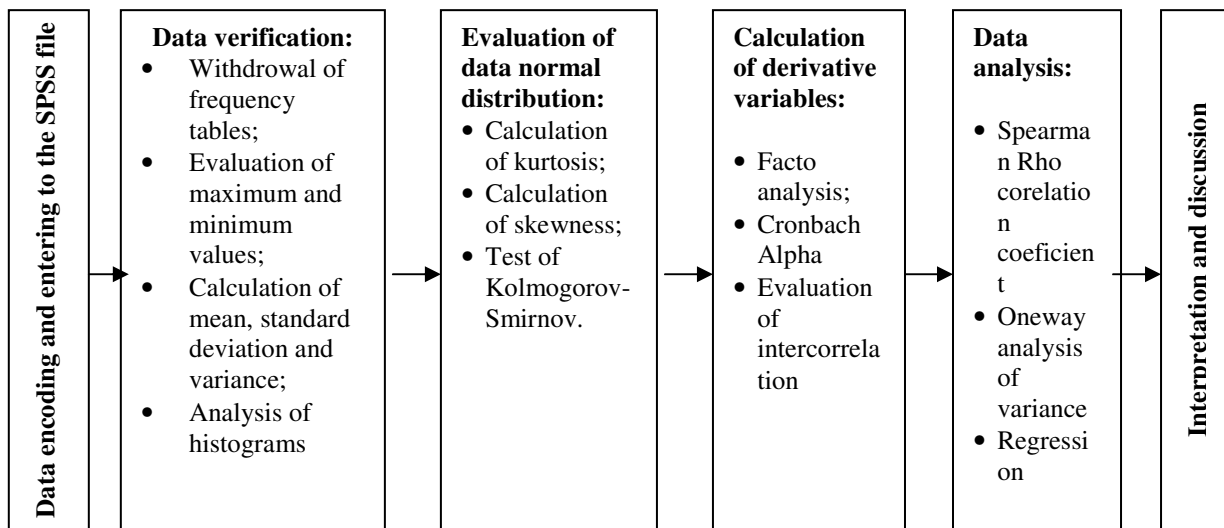 Data encoding and entering to the SPSS file
Data verification:
• Withdrowal of
frequency
tables;
• Evaluation of
maximum and
minimum
values;
• Calculation of
mean, standard
deviation and
variance;
• Analysis of
histograms
Evaluation of
data normal
distribution:
• Calculation
of kurtosis;
• Calculation
of skewness;
• Test of
Kolmogorov-
Smirnov.
Calculation
of derivative
variables:
• Facto
analysis;
• Cronbach
Alpha
• Evaluation
of
intercorrela
tion
Data
analysis:
• Spearma
n Rho
corelatio
n
coeficien
t
• Oneway
analysis
of
variance
• Regressi
on
Interpretation and discussion